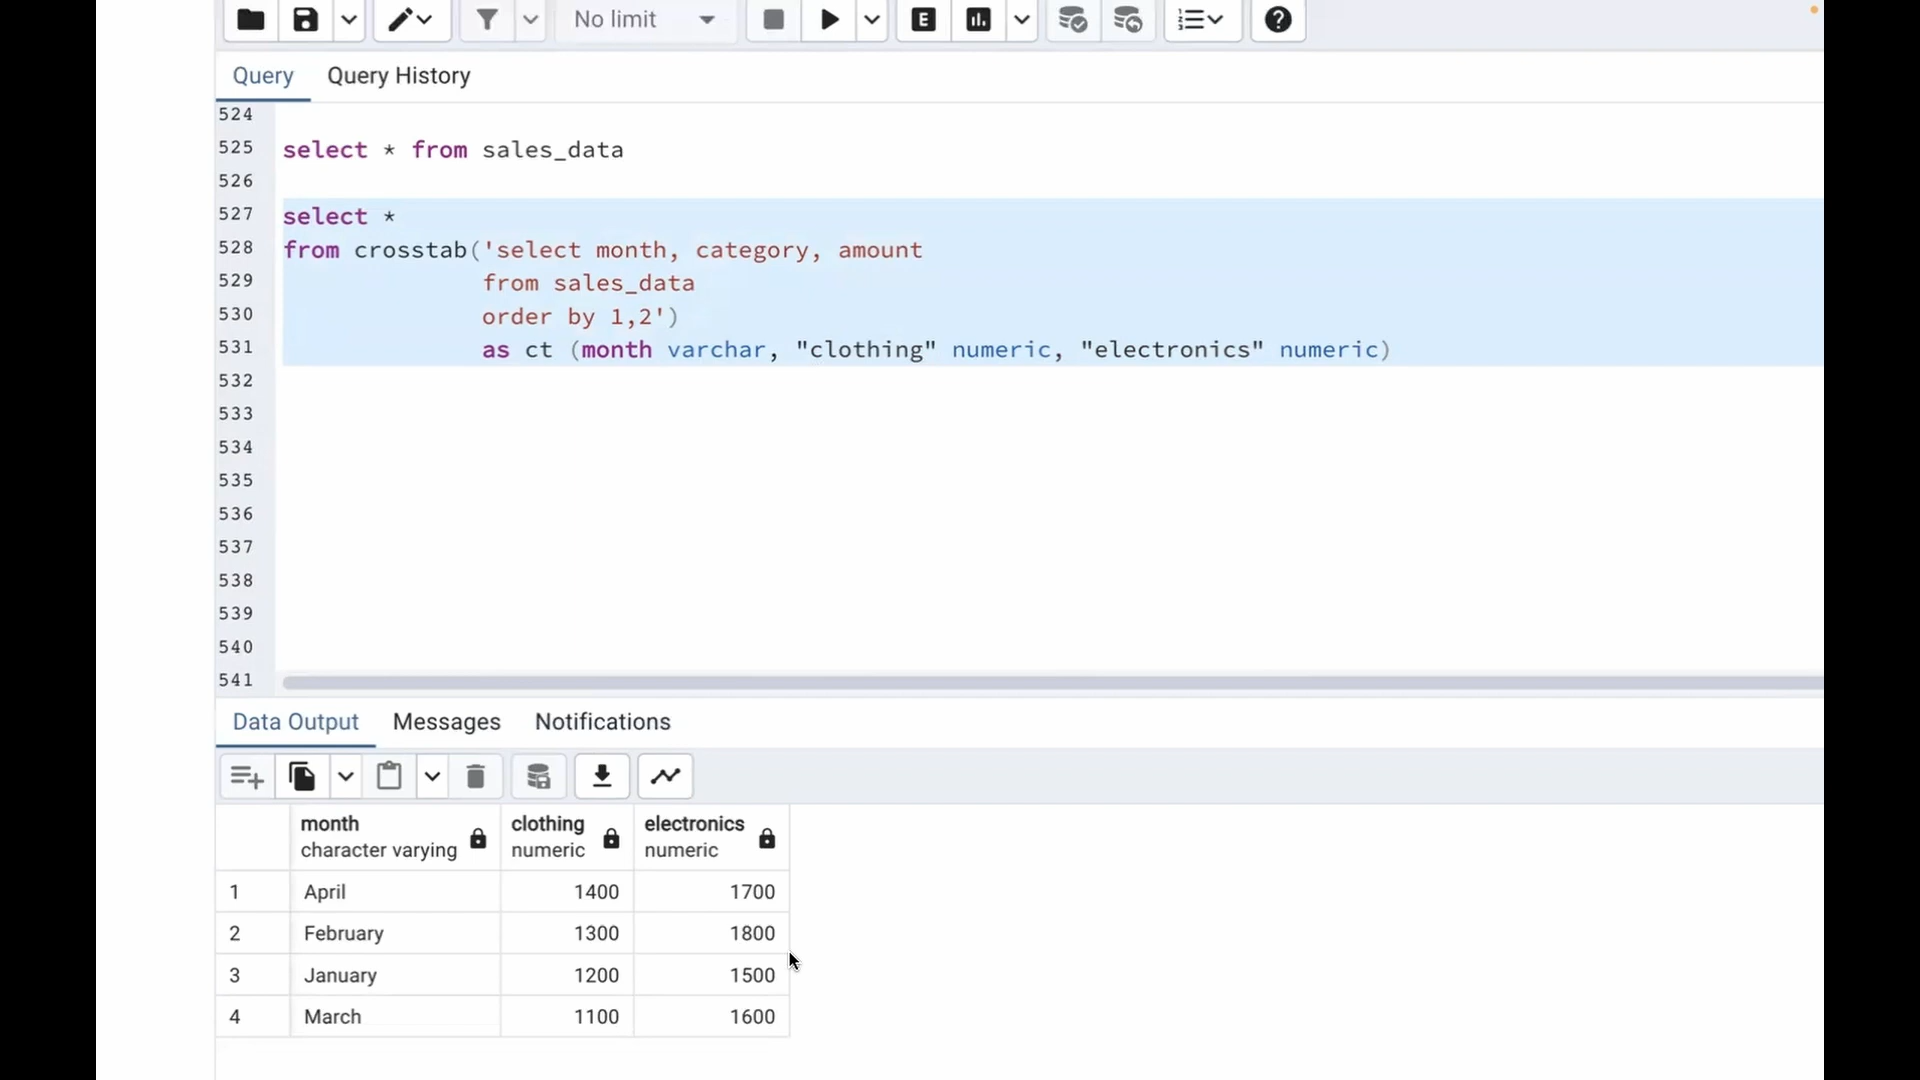 No limit
E
Query Query History
524
525 select * from sales_data
526
527 select *
528 from crosstab('select month, category, amount
529 from sales_data
530 order by 1,2')
531 as ct (month varchar, "clothing" numeric, "electronics" numeric)
532
533
534
535
536
537
538
539
540
541
Data Output Messages Notifications
month clothing electronics
character varying numeric numeric
1 April 1400 1700
2 February 1300 1800
3 January 1200 1500
4 March 1100 1600